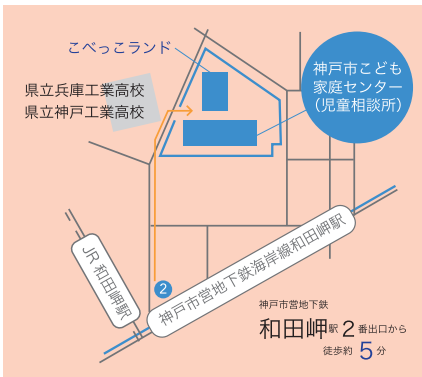 こべっこランド
神戸市こども
家庭センター
（児童相談所）
県立兵庫工業高校
県立神戸工業高校
2
神戸市営地下鉄海岸線和田岬駅
JR 和田岬駅
神戸市営地下鉄
和田岬駅2番出口から
徒歩約5分